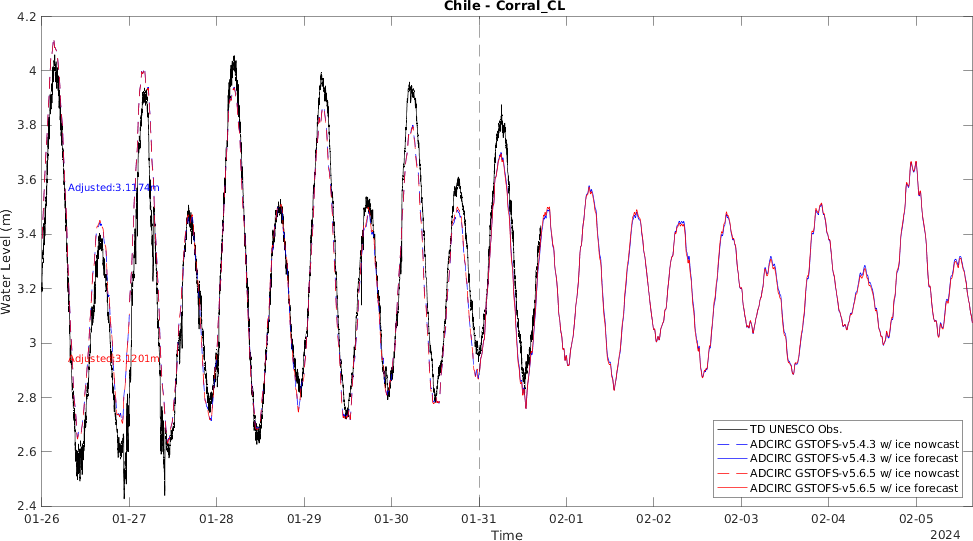 Chile - Corral_CL
4.2
4
3.8
3.6
3.4
3.2
3
2.8
2.6
2.4
Water Level (m)
Adjusted:3.1174m
Adjusted:3.1201m
TD UNESCO Obs.
ADCIRC GSTOFS-v5.4.3 w/ ice nowcast
ADCIRC GSTOFS-v5.4.3 w/ ice forecast
ADCIRC GSTOFS-v5.6.5 w/ ice nowcast
ADCIRC GSTOFS-v5.6.5 w/ ice forecast
01-26 01-27 01-28 01-29 01-30 01-31 02-01 02-02 02-03 02-04 02-05
Time
2024